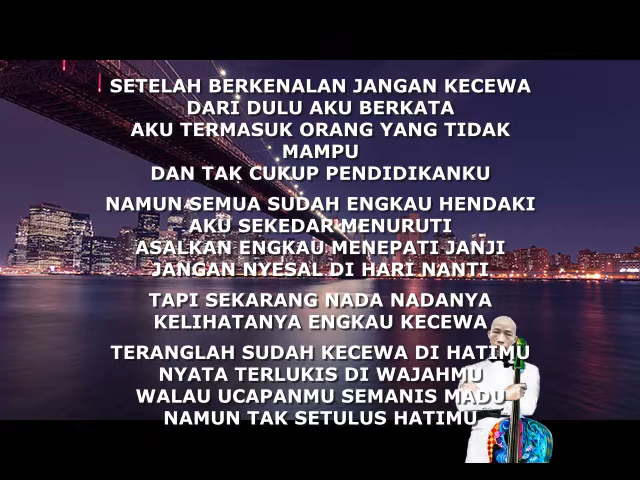 SETELAH BERKENALAN JANGAN KECEWA
DARI DULU AKU BERKATA
AKU TERMASUK ORANG YANG TIDAK
MAMPU
DAN TAK CUKUP PENDIDIKANKU
NAMUN SEMUA SUDAH ENGKAU HENDAKI
AKU SEKEDAR MENURUTI
ASALKAN ENGKAU MENEPATI JANJI
JANGAN NYESAL DI HARI NANTI
TAPI SEKARANG NADA NADANYA
KELIHATANYA ENGKAU KECEWA
TERANGLAH SUDAH KECEWA DI HATIMU
NYATA TERLUKIS DI WAJAHMU
WALAU UCAPANMU SEMANIS MADU
NAMUN TAK SETULUS HATIMU